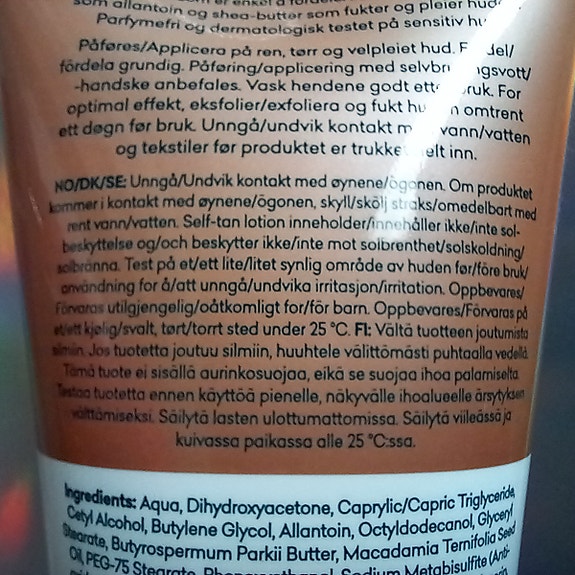 som allantoin og shea-butter som fukter og pleier
Parfymefri og dermatologisk testet på sensitiv
Påføres/Applicera på ren, tørr og velpleiet hud.
fördela grundig. Påføring/applicering med
-handske anbefales. Vask hendene godt For
optimal effekt, eksfolier/exfoliera og fukt omtrent
ett døgn før bruk. Unngå/undvik kontakt vann/vatten
og tekstiler før produktet er trukket helt inn.
NO/DK/SE: Unngå/Undvik kontakt med øynene/ögonen. Om produktet
kommer i kontakt med øynene/ögonen, skyll/skölj straks/omedelbart med
rent vann/vatten. Self-tan lotion inneholder/innehåller ikke/inte sol-
beskyttelse og/och beskytter ikke/inte mot solbrenthet/solskoldning/
solbränna. Test på et/ett lite/litet synlig område av huden før/före bruk/
användning for å/att unngå/undvika irritasjon/irritation. Oppbevares/
Förvaras utilgjengelig/oåtkomligt for/för barn. Oppbevares/Förvaras på
et/ett kjølig/svalt, tørt/torrt sted under 25 °C. FI: Vältä tuotteen joutumista
silmiin. Jos tuotetta joutuu silmiin, huuhtele välittömästi puhtaalla vedellä.
Tämä tuote ei sisällä aurinkosuojaa, eikä se suojaa ihoa palamiselta.
Testaa tuotetta ennen käyttöä pienelle, näkyvälle ihoalueelle ärsytyksen
välttämiseksi. Säilytä lasten ulottumattomissa. Säilytä viileässä ja
kuivassa paikassa alle 25 °C:ssa.
Ingredients: Aqua, Dihydroxyacetone, Caprylic/Capric Triglyceride,
Cetyl Alcohol, Butylene Glycol, Allantoin, Octyldodecanol, Glyceryl
Stearate, Butyrospermum Parkii Butter, Macadamia Ternifolia Seed
Oil, PEG-75 Stearate, Phenoxyethanol, Sodium Metabisulfite (Anti-